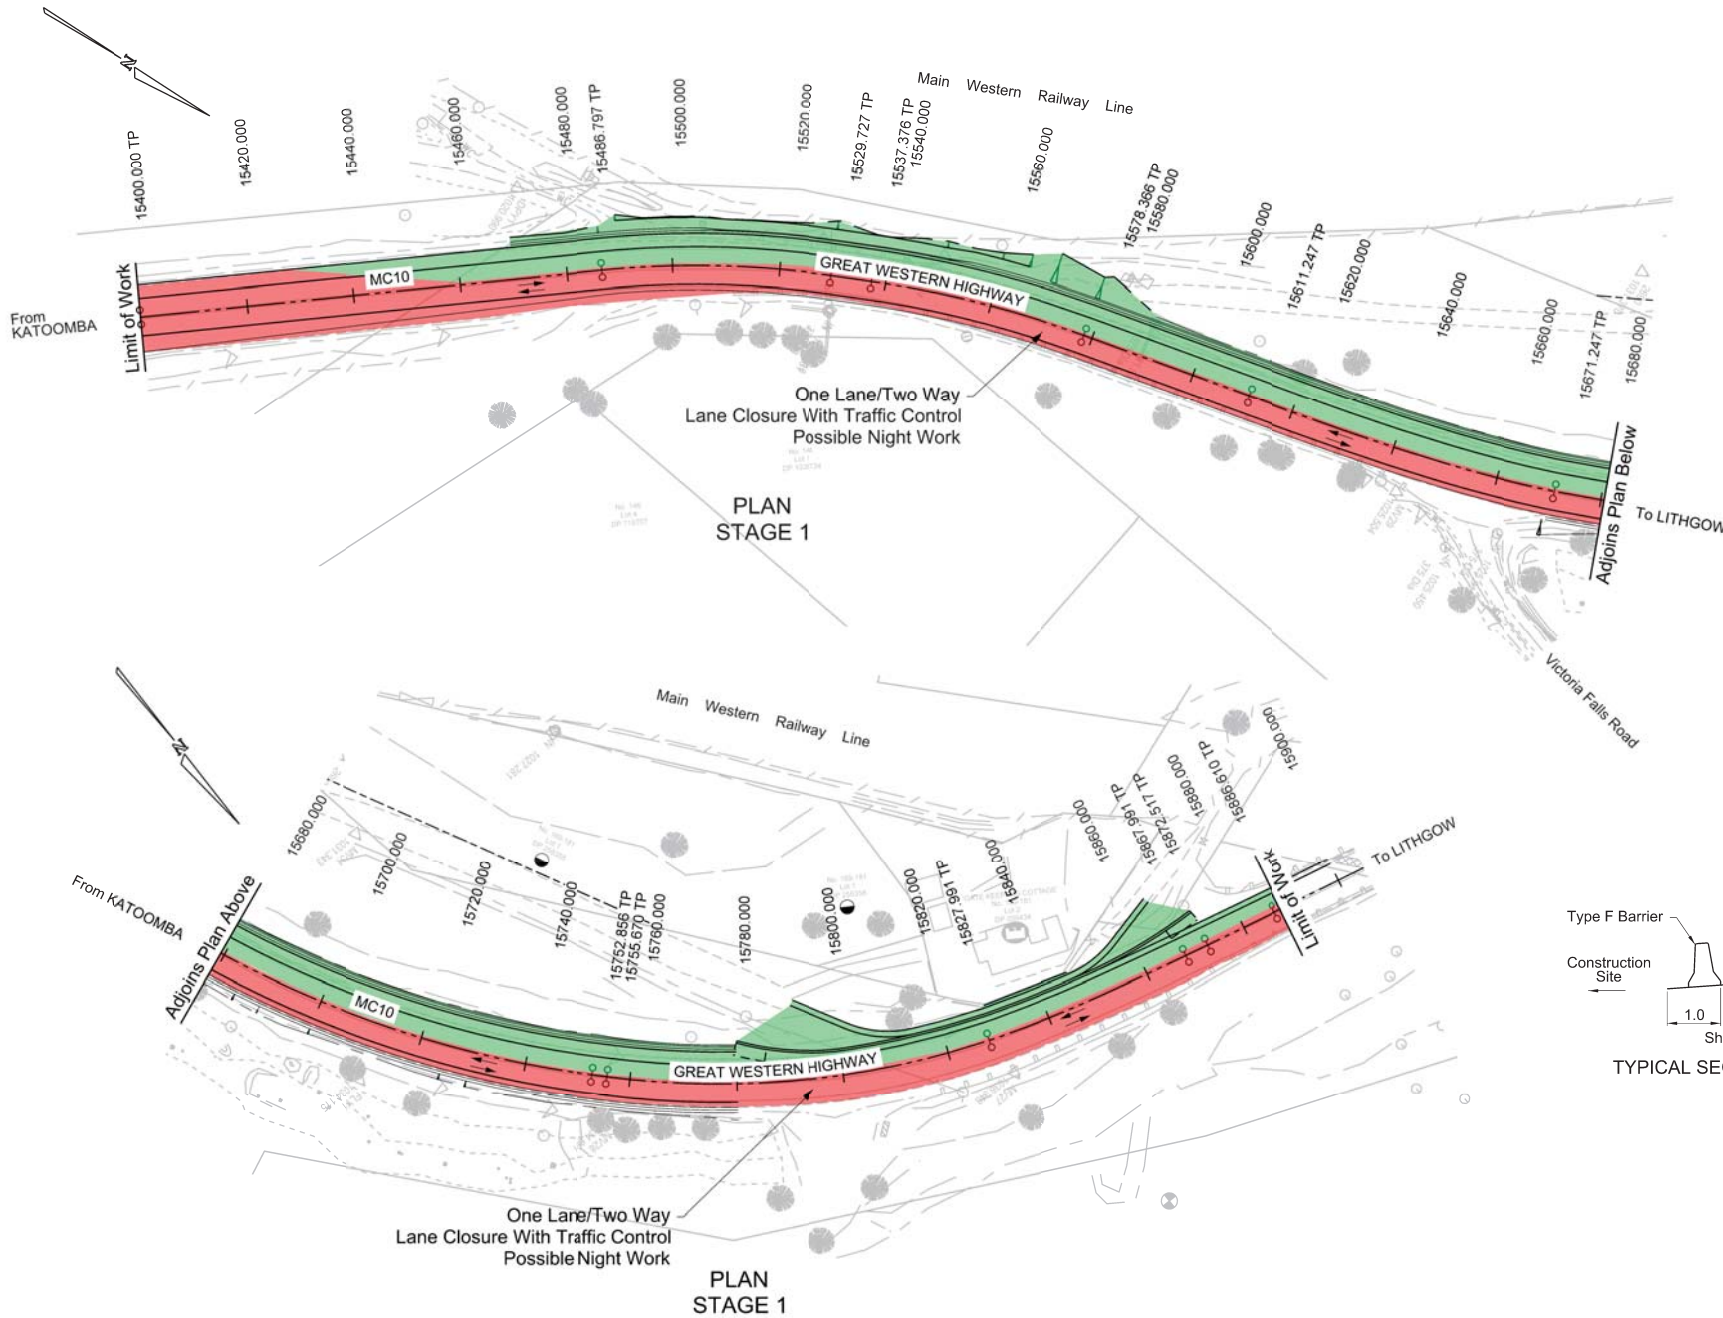 N
Main Western Railway Line
15400.000 TP
15420.000
15440.000
15460.000
15480.000
15486.797 TP
15500.000
15520.000
15529.727 TP
15537.376 TP
15540.000
15560.000
15578.366 TP
15580.000
15600.000
15611.247 TP
15620.000
15640.000
15660.000
15671.247 TP
15680.000
From
KATOOMBA
Limit of Work
MC10
GREAT WESTERN HIGHWAY
One Lane/Two Way
Lane Closure With Traffic Control
Possible Night Work
PLAN
STAGE 1
Adjoins Plan Below
To LITHGOW
Victoria Falls Road
N
Main Western Railway Line
15680.000
15700.000
15720.000
15740.000
15752.856 TP
15755.670 TP
15760.000
15780.000
15800.000
15820.000
15827.991 TP
15840.000
15860.000
15867.991 TP
15872.517 TP
15880.000
15886.610 TP
15900.000
From KATOOMBA
Adjoins Plan Above
MC10
GREAT WESTERN HIGHWAY
Limit of Work
To LITHGOW
One Lane/Two Way
Lane Closure With Traffic Control
Possible Night Work
PLAN
STAGE 1
Type F Barrier
Construction
Site
1.0
Sh
TYPICAL SE